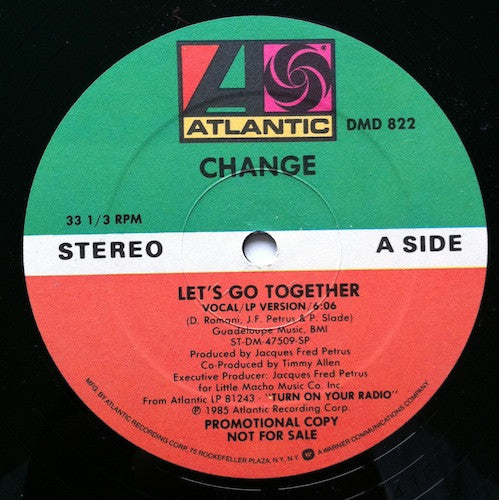 ATLANTIC
DMD 822
CHANGE
33 1/3 RPM
STEREO
A SIDE
LET'S GO TOGETHER
VOCAL/LP VERSION/6:06
(D. Romani, J.F. Petrus & P. Slade)
Guadeloupe Music, BMI
ST-DM-47509-SP
Produced by Jacques Fred Petrus
Co-Produced by Timmy Allen
Executive Producer: Jacques Fred Petrus
for Little Macho Music Co. Inc.
From Atlantic LP 81243 - "TURN ON YOUR RADIO"
℗ 1985 Atlantic Recording Corp.
PROMOTIONAL COPY
NOT FOR SALE
MFG. BY ATLANTIC RECORDING CORP., 75 ROCKEFELLER PLAZA, N.Y., N.Y. A WARNER COMMUNICATIONS COMPANY